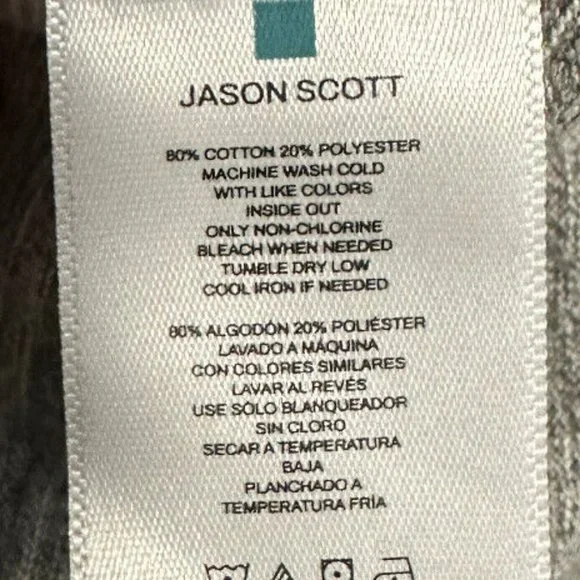 JASON SCOTT
80% COTTON 20% POLYESTER
MACHINE WASH COLD
WITH LIKE COLORS
INSIDE OUT
ONLY NON-CHLORINE
BLEACH WHEN NEEDED
TUMBLE DRY LOW
COOL IRON IF NEEDED
80% ALGODÓN 20% POLIÉSTER
LAVADO A MÁQUINA
CON COLORES SIMILARES
LAVAR AL REVÉS
USE SÓLO BLANQUEADOR
SIN CLORO
SECAR A TEMPERATURA
BAJA
PLANCHADO A
TEMPERATURA FRÍA